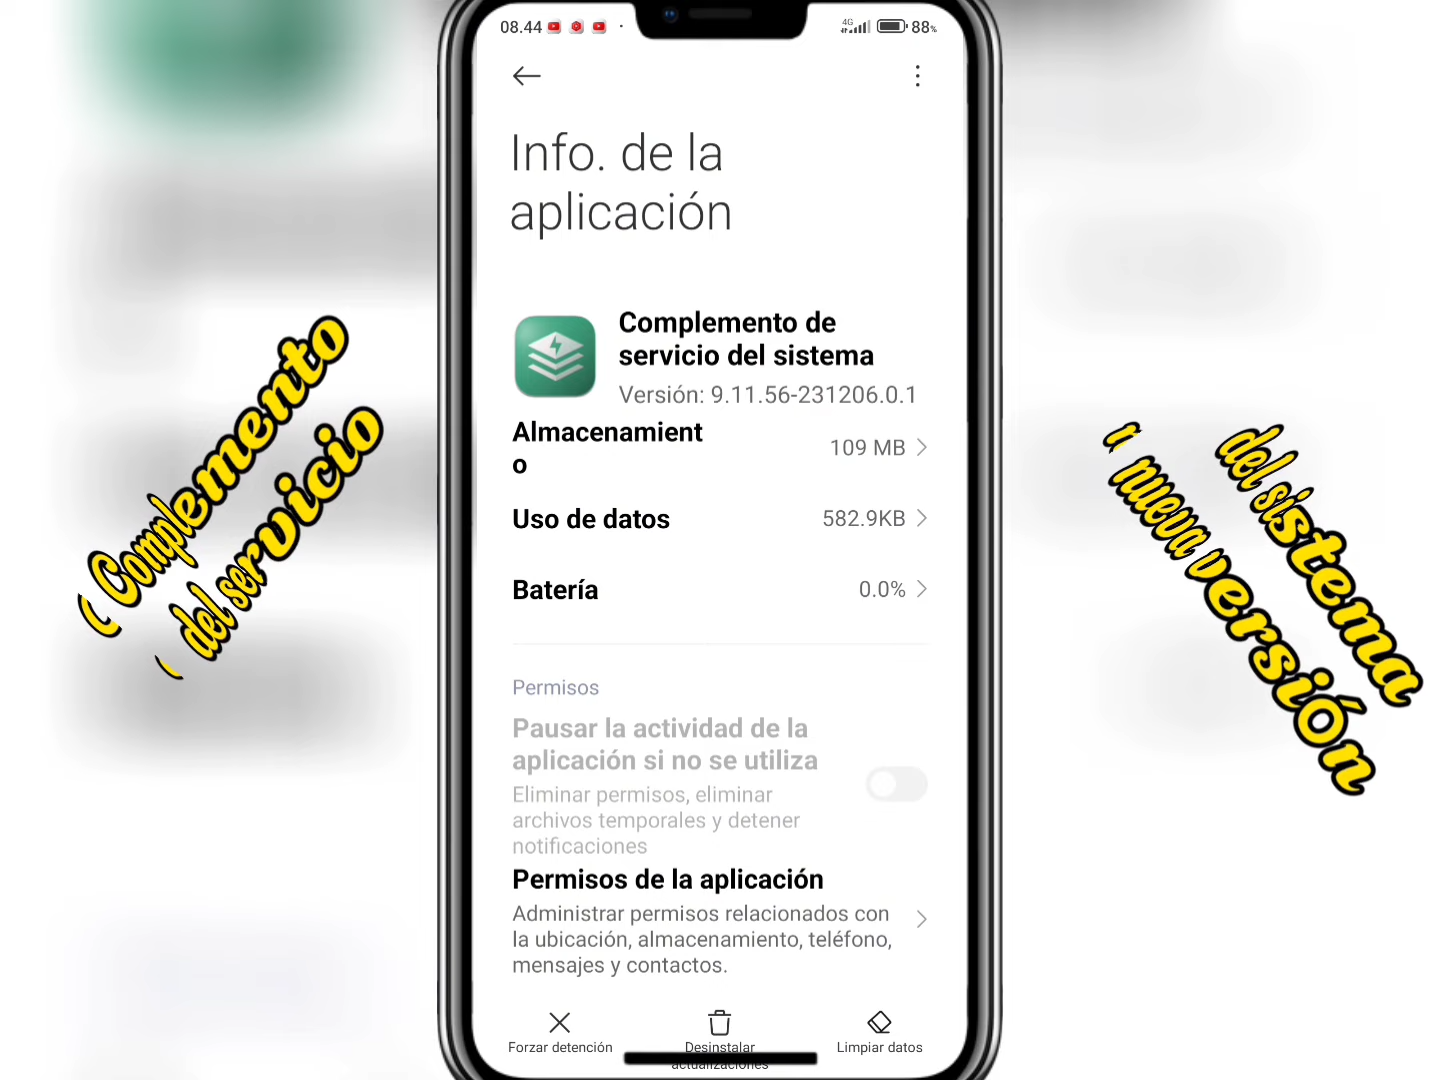 08.44
4G
88%
Info. de la
aplicación
Complemento de
servicio del sistema
Versión: 9.11.56-231206.0.1
Almacenamient
o
109 MB
Uso de datos
582.9KB
Batería
0.0%
Permisos
Pausar la actividad de la
aplicación si no se utiliza
Eliminar permisos, eliminar
archivos temporales y detener
notificaciones
Permisos de la aplicación
Administrar permisos relacionados con
la ubicación, almacenamiento, teléfono,
mensajes y contactos.
Forzar detención
Desinstalar
actualizaciones
Limpiar datos
( Complemento
del servicio
del sistema
n nueva versión